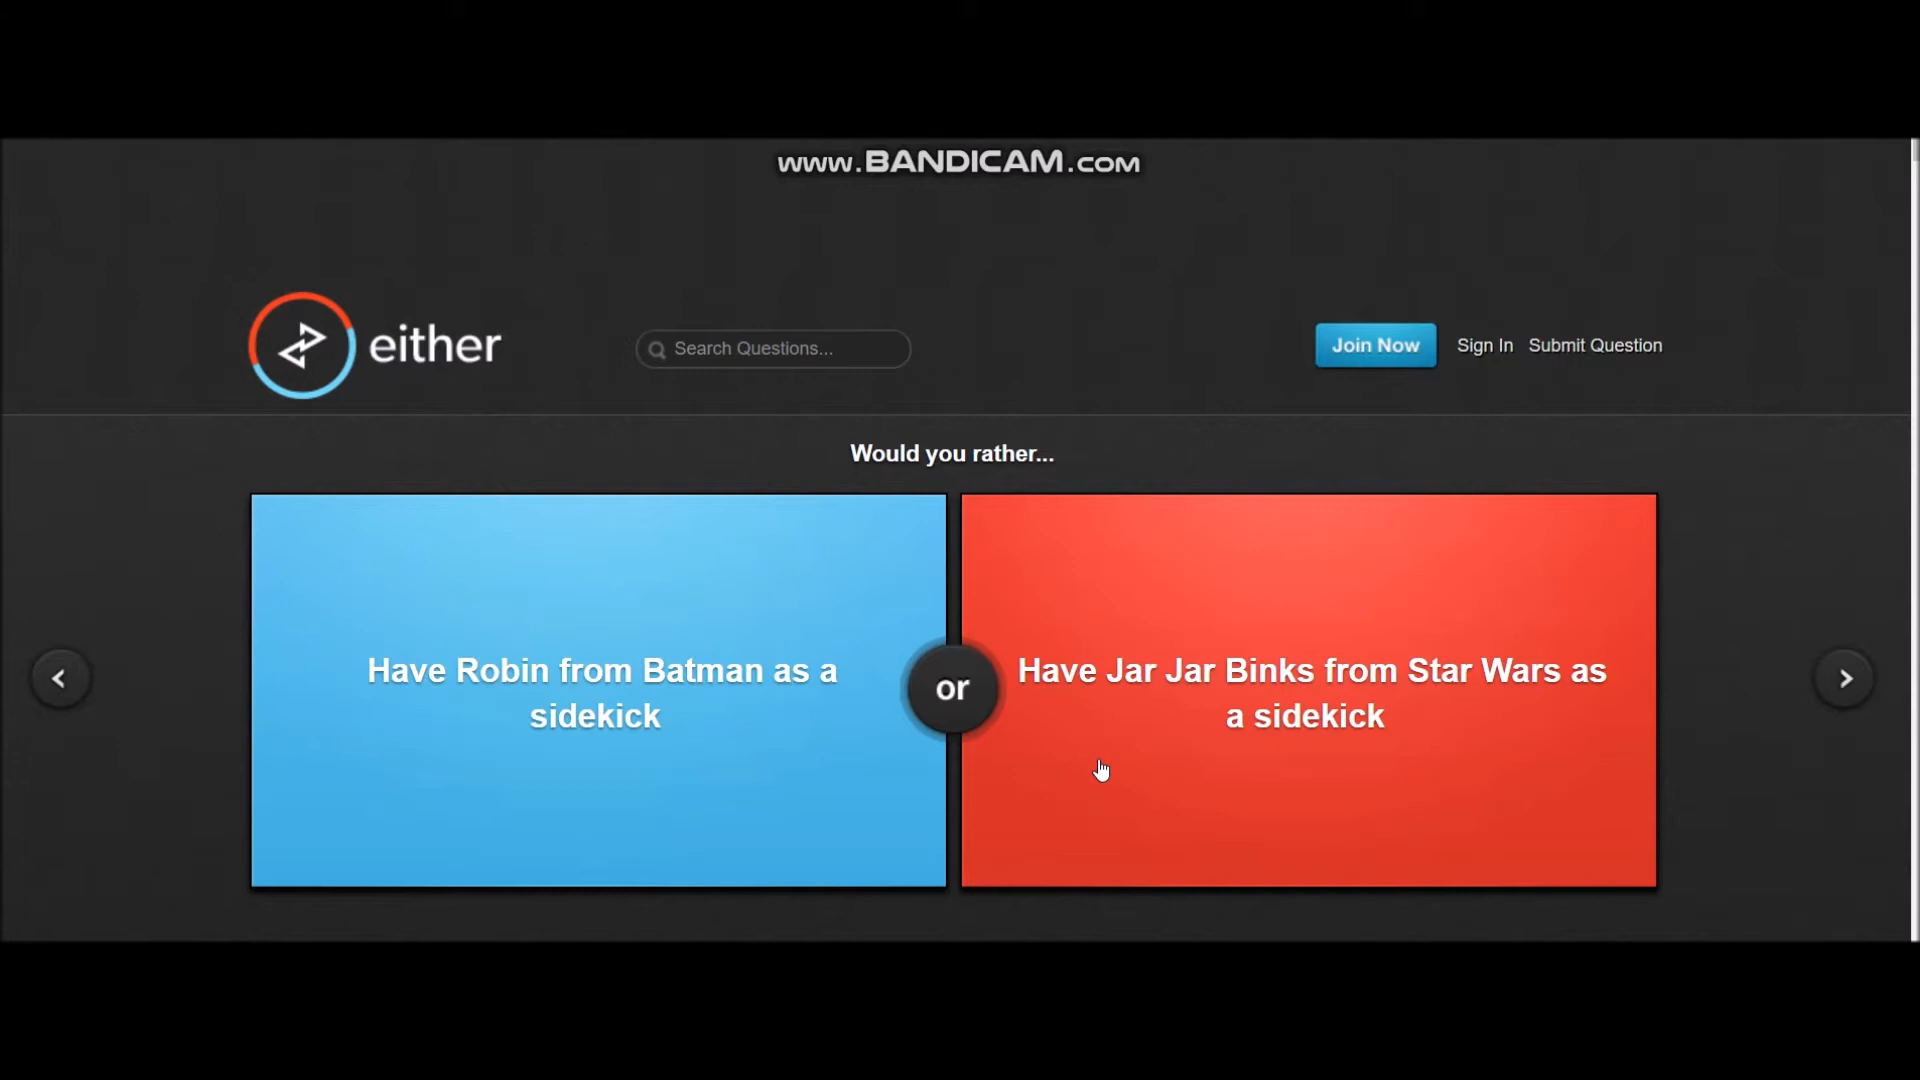 www.BANDICAM.com
either
Search Questions...
Join Now
Sign In
Submit Question
Would you rather...
Have Robin from Batman as a
sidekick
or
Have Jar Jar Binks from Star Wars as
a sidekick